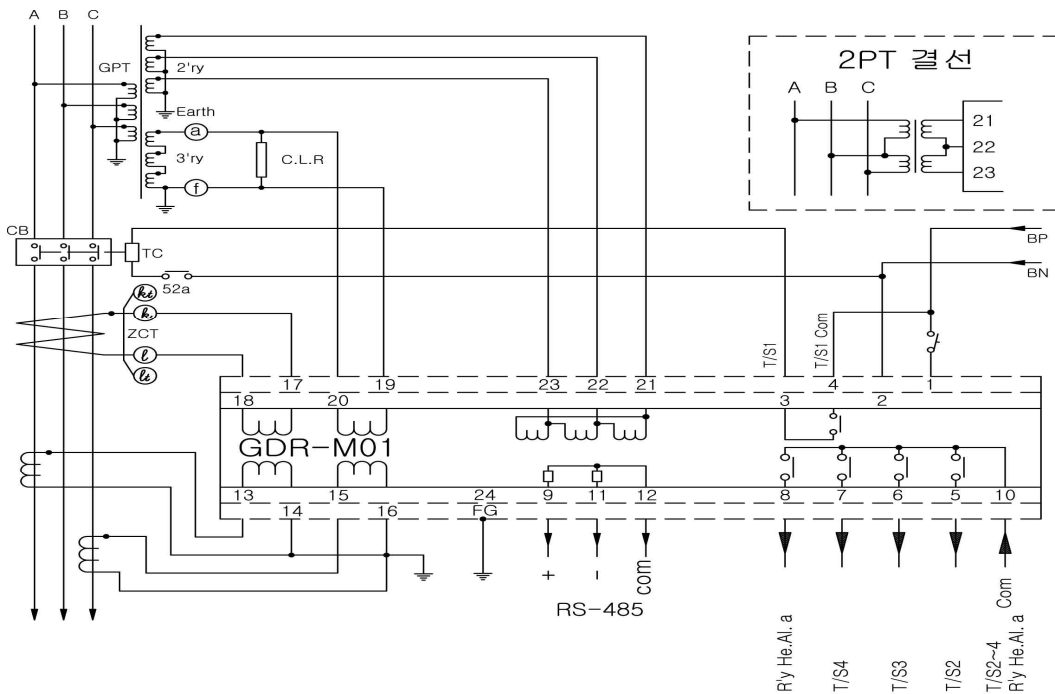 A B C
GPT
2'ry
Earth
a
3'ry
C.L.R
f
2PT 결선
A B C
21
22
23
CB
TC
52a
BP
BN
kt
k
ZCT
l
lt
T/S1
T/S1 Com
17 19 23 22 21 4 1
18 20 3 2
GDR-M01
13 15 24 9 11 12 8 7 6 5 10
14 16 FG
+ - com
RS-485
R'y He.Al. a
T/S4
T/S3
T/S2
T/S2~4 Com
R'y He.Al. a